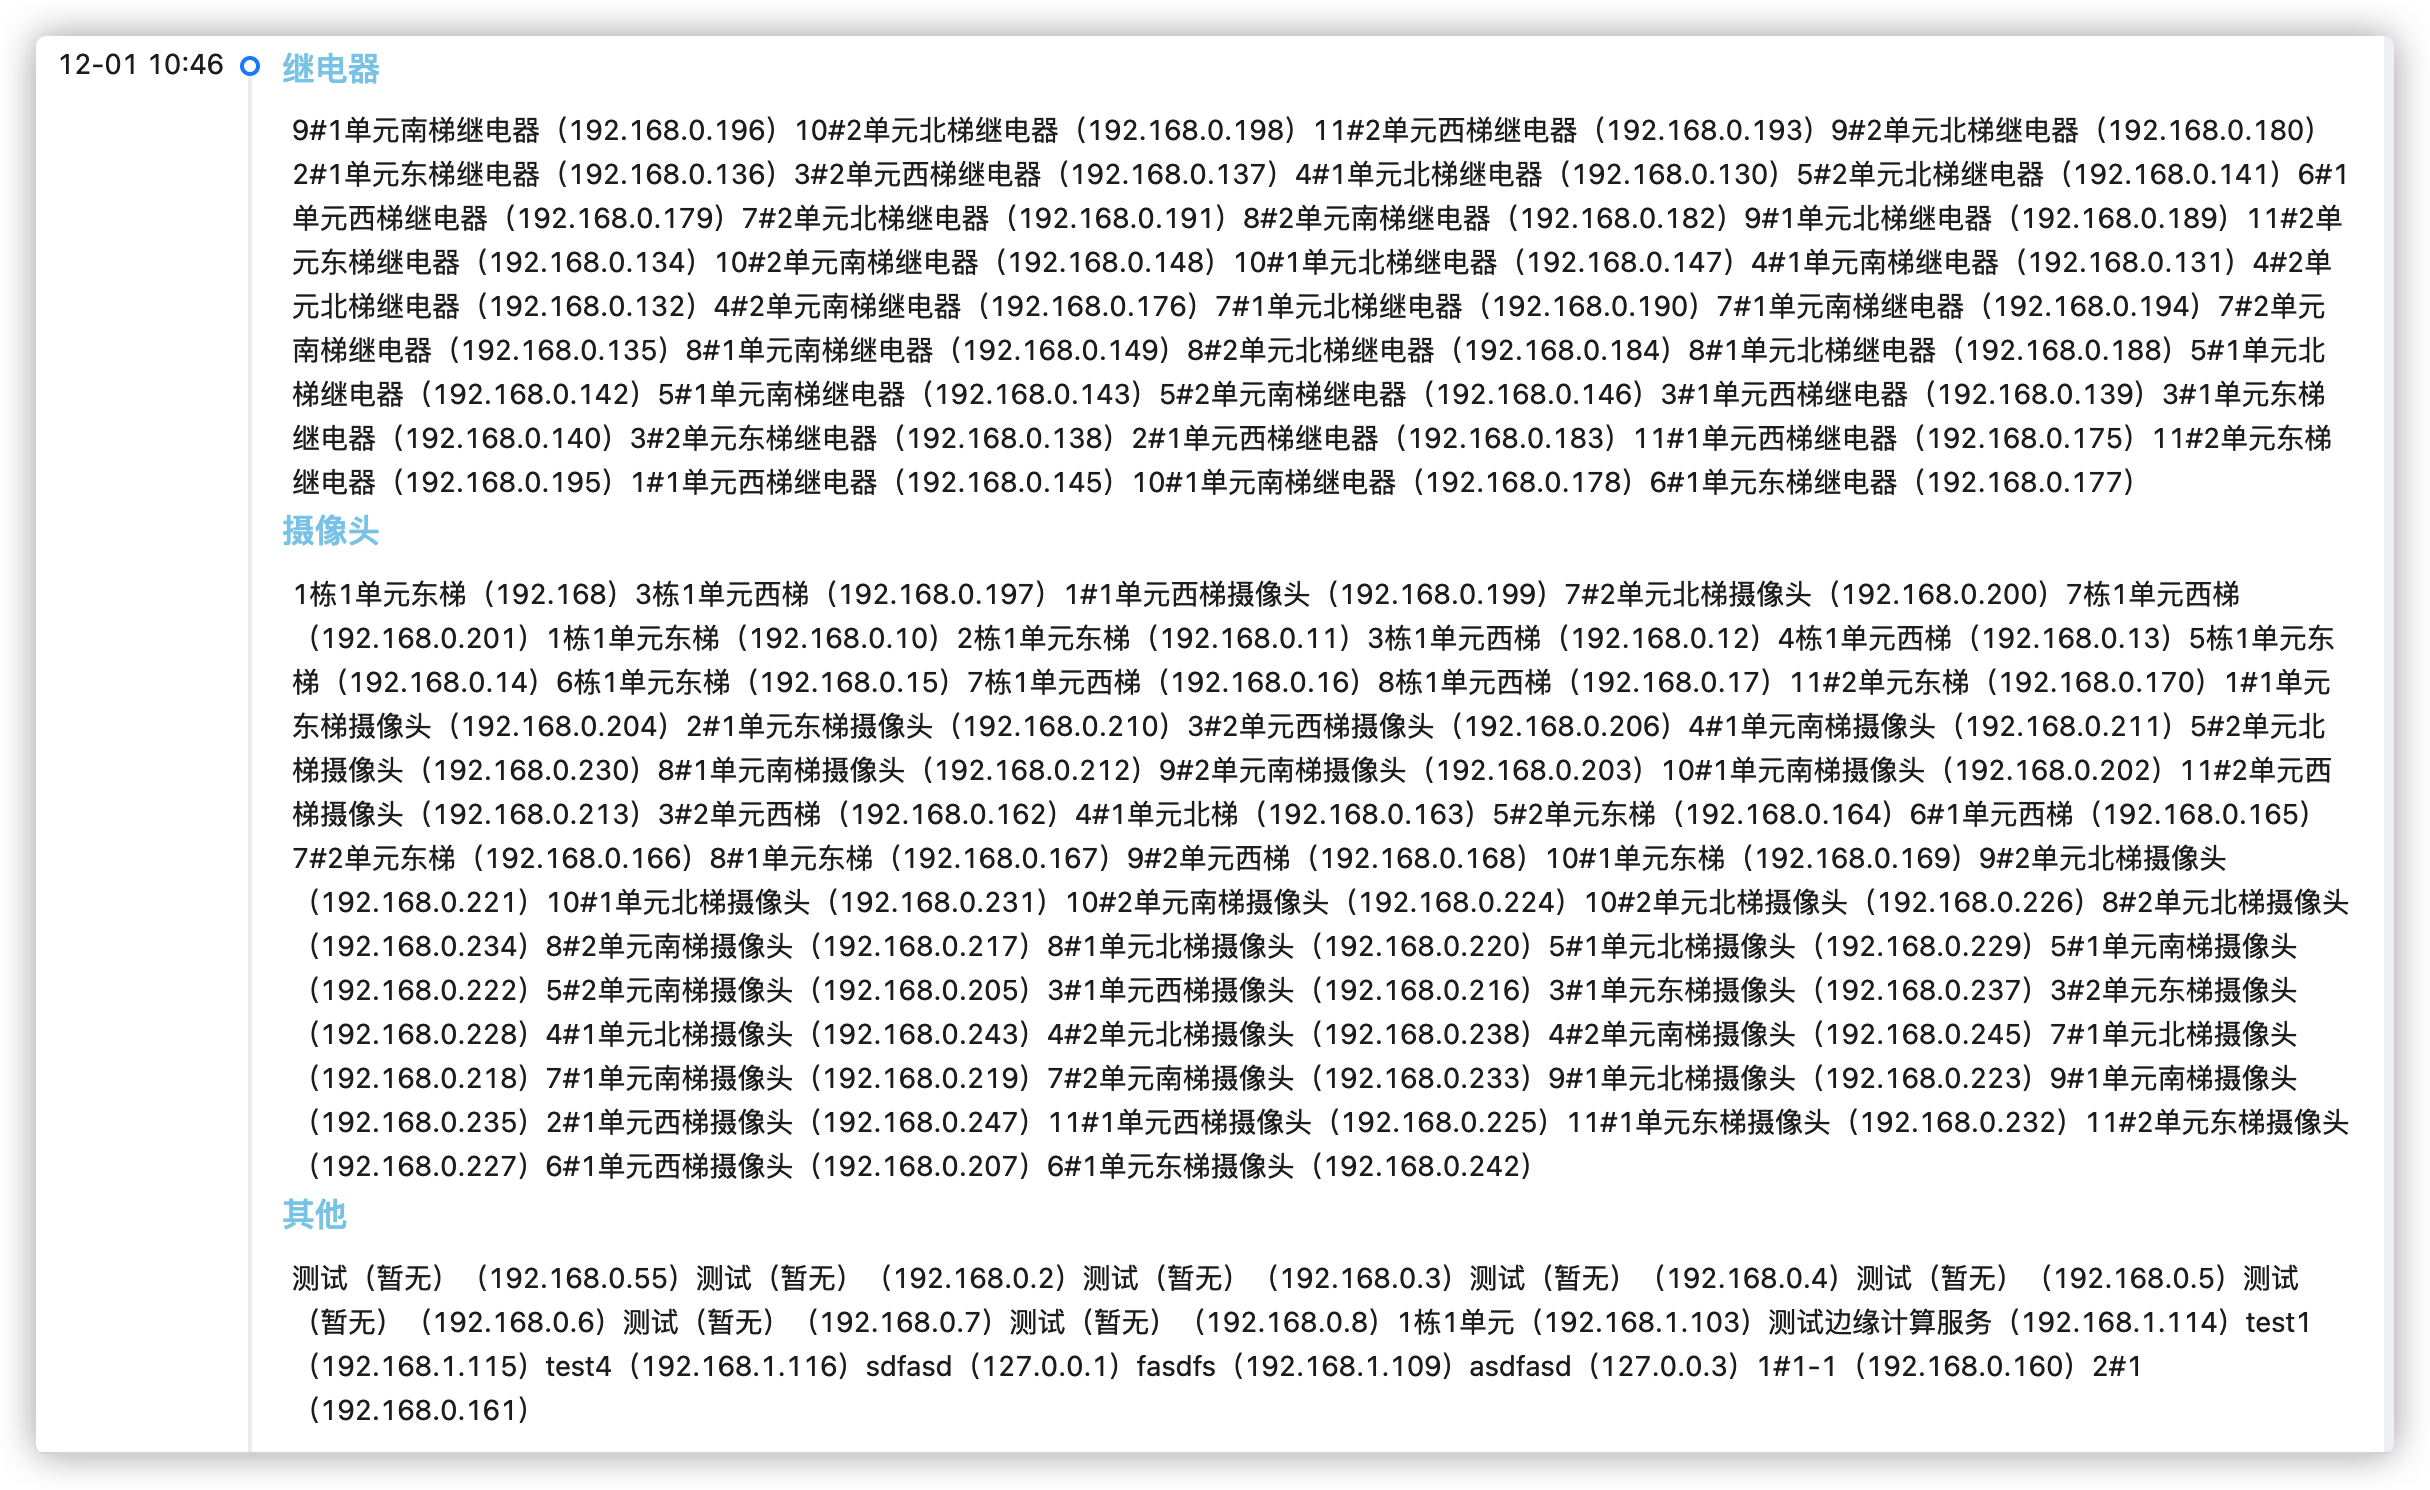 12-01 10:46
继电器
9#1单元南梯继电器（192.168.0.196）10#2单元北梯继电器（192.168.0.198）11#2单元西梯继电器（192.168.0.193）9#2单元北梯继电器（192.168.0.180）
2#1单元东梯继电器（192.168.0.136）3#2单元西梯继电器（192.168.0.137）4#1单元北梯继电器（192.168.0.130）5#2单元北梯继电器（192.168.0.141）6#1
单元西梯继电器（192.168.0.179）7#2单元北梯继电器（192.168.0.191）8#2单元南梯继电器（192.168.0.182）9#1单元北梯继电器（192.168.0.189）11#2单
元东梯继电器（192.168.0.134）10#2单元南梯继电器（192.168.0.148）10#1单元北梯继电器（192.168.0.147）4#1单元南梯继电器（192.168.0.131）4#2单
元北梯继电器（192.168.0.132）4#2单元南梯继电器（192.168.0.176）7#1单元北梯继电器（192.168.0.190）7#1单元南梯继电器（192.168.0.194）7#2单元
南梯继电器（192.168.0.135）8#1单元南梯继电器（192.168.0.149）8#2单元北梯继电器（192.168.0.184）8#1单元北梯继电器（192.168.0.188）5#1单元北
梯继电器（192.168.0.142）5#1单元南梯继电器（192.168.0.143）5#2单元南梯继电器（192.168.0.146）3#1单元西梯继电器（192.168.0.139）3#1单元东梯
继电器（192.168.0.140）3#2单元东梯继电器（192.168.0.138）2#1单元西梯继电器（192.168.0.183）11#1单元西梯继电器（192.168.0.175）11#2单元东梯
继电器（192.168.0.195）1#1单元西梯继电器（192.168.0.145）10#1单元南梯继电器（192.168.0.178）6#1单元东梯继电器（192.168.0.177）
摄像头
1栋1单元东梯（192.168）3栋1单元西梯（192.168.0.197）1#1单元西梯摄像头（192.168.0.199）7#2单元北梯摄像头（192.168.0.200）7栋1单元西梯
（192.168.0.201）1栋1单元东梯（192.168.0.10）2栋1单元东梯（192.168.0.11）3栋1单元西梯（192.168.0.12）4栋1单元西梯（192.168.0.13）5栋1单元东
梯（192.168.0.14）6栋1单元东梯（192.168.0.15）7栋1单元西梯（192.168.0.16）8栋1单元西梯（192.168.0.17）11#2单元东梯（192.168.0.170）1#1单元
东梯摄像头（192.168.0.204）2#1单元东梯摄像头（192.168.0.210）3#2单元西梯摄像头（192.168.0.206）4#1单元南梯摄像头（192.168.0.211）5#2单元北
梯摄像头（192.168.0.230）8#1单元南梯摄像头（192.168.0.212）9#2单元南梯摄像头（192.168.0.203）10#1单元南梯摄像头（192.168.0.202）11#2单元西
梯摄像头（192.168.0.213）3#2单元西梯（192.168.0.162）4#1单元北梯（192.168.0.163）5#2单元东梯（192.168.0.164）6#1单元西梯（192.168.0.165）
7#2单元东梯（192.168.0.166）8#1单元东梯（192.168.0.167）9#2单元西梯（192.168.0.168）10#1单元东梯（192.168.0.169）9#2单元北梯摄像头
（192.168.0.221）10#1单元北梯摄像头（192.168.0.231）10#2单元南梯摄像头（192.168.0.224）10#2单元北梯摄像头（192.168.0.226）8#2单元北梯摄像头
（192.168.0.234）8#2单元南梯摄像头（192.168.0.217）8#1单元北梯摄像头（192.168.0.220）5#1单元北梯摄像头（192.168.0.229）5#1单元南梯摄像头
（192.168.0.222）5#2单元南梯摄像头（192.168.0.205）3#1单元西梯摄像头（192.168.0.216）3#1单元东梯摄像头（192.168.0.237）3#2单元东梯摄像头
（192.168.0.228）4#1单元北梯摄像头（192.168.0.243）4#2单元北梯摄像头（192.168.0.238）4#2单元南梯摄像头（192.168.0.245）7#1单元北梯摄像头
（192.168.0.218）7#1单元南梯摄像头（192.168.0.219）7#2单元南梯摄像头（192.168.0.233）9#1单元北梯摄像头（192.168.0.223）9#1单元南梯摄像头
（192.168.0.235）2#1单元西梯摄像头（192.168.0.247）11#1单元西梯摄像头（192.168.0.225）11#1单元东梯摄像头（192.168.0.232）11#2单元东梯摄像头
（192.168.0.227）6#1单元西梯摄像头（192.168.0.207）6#1单元东梯摄像头（192.168.0.242）
其他
测试（暂无）（192.168.0.55）测试（暂无）（192.168.0.2）测试（暂无）（192.168.0.3）测试（暂无）（192.168.0.4）测试（暂无）（192.168.0.5）测试
（暂无）（192.168.0.6）测试（暂无）（192.168.0.7）测试（暂无）（192.168.0.8）1栋1单元（192.168.1.103）测试边缘计算服务（192.168.1.114）test1
（192.168.1.115）test4（192.168.1.116）sdfasd（127.0.0.1）fasdfs（192.168.1.109）asdfasd（127.0.0.3）1#1-1（192.168.0.160）2#1
（192.168.0.161）